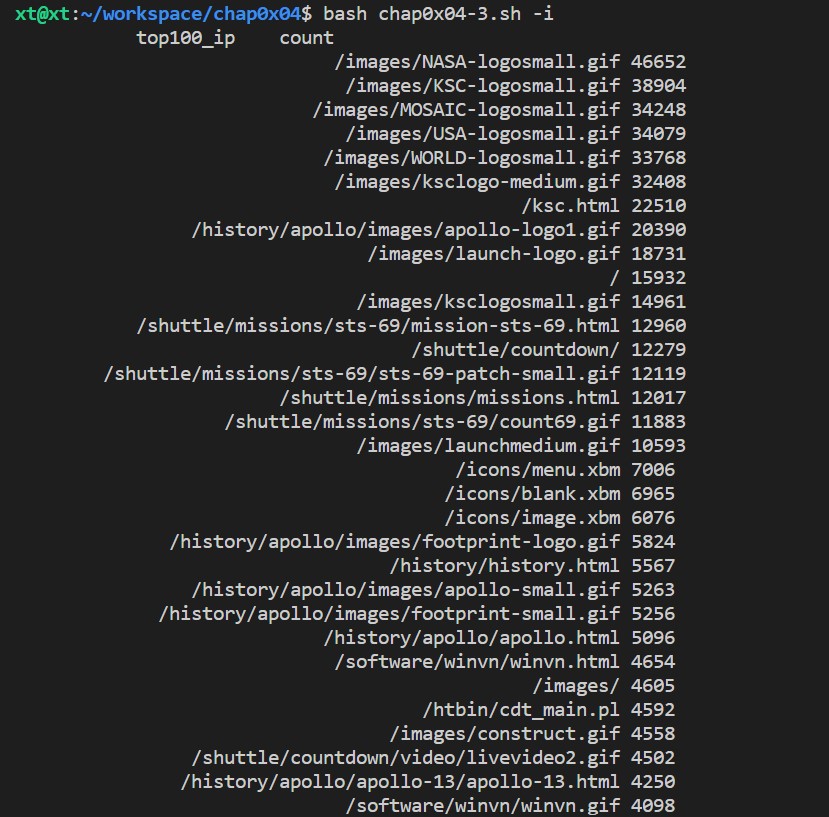 xt@xt:~/workspace/chap0x04$ bash chap0x04-3.sh -i
top100_ip count
/images/NASA-logosmall.gif 46652
/images/KSC-logosmall.gif 38904
/images/MOSAIC-logosmall.gif 34248
/images/USA-logosmall.gif 34079
/images/WORLD-logosmall.gif 33768
/images/ksclogo-medium.gif 32408
/ksc.html 22510
/history/apollo/images/apollo-logo1.gif 20390
/images/launch-logo.gif 18731
/ 15932
/images/ksclogosmall.gif 14961
/shuttle/missions/sts-69/mission-sts-69.html 12960
/shuttle/countdown/ 12279
/shuttle/missions/sts-69/sts-69-patch-small.gif 12119
/shuttle/missions/missions.html 12017
/shuttle/missions/sts-69/count69.gif 11883
/images/launchmedium.gif 10593
/icons/menu.xbm 7006
/icons/blank.xbm 6965
/icons/image.xbm 6076
/history/apollo/images/footprint-logo.gif 5824
/history/history.html 5567
/history/apollo/images/apollo-small.gif 5263
/history/apollo/images/footprint-small.gif 5256
/history/apollo/apollo.html 5096
/software/winvn/winvn.html 4654
/images/ 4605
/htbin/cdt_main.pl 4592
/images/construct.gif 4558
/shuttle/countdown/video/livevideo2.gif 4502
/history/apollo/apollo-13/apollo-13.html 4250
/software/winvn/winvn.gif 4098